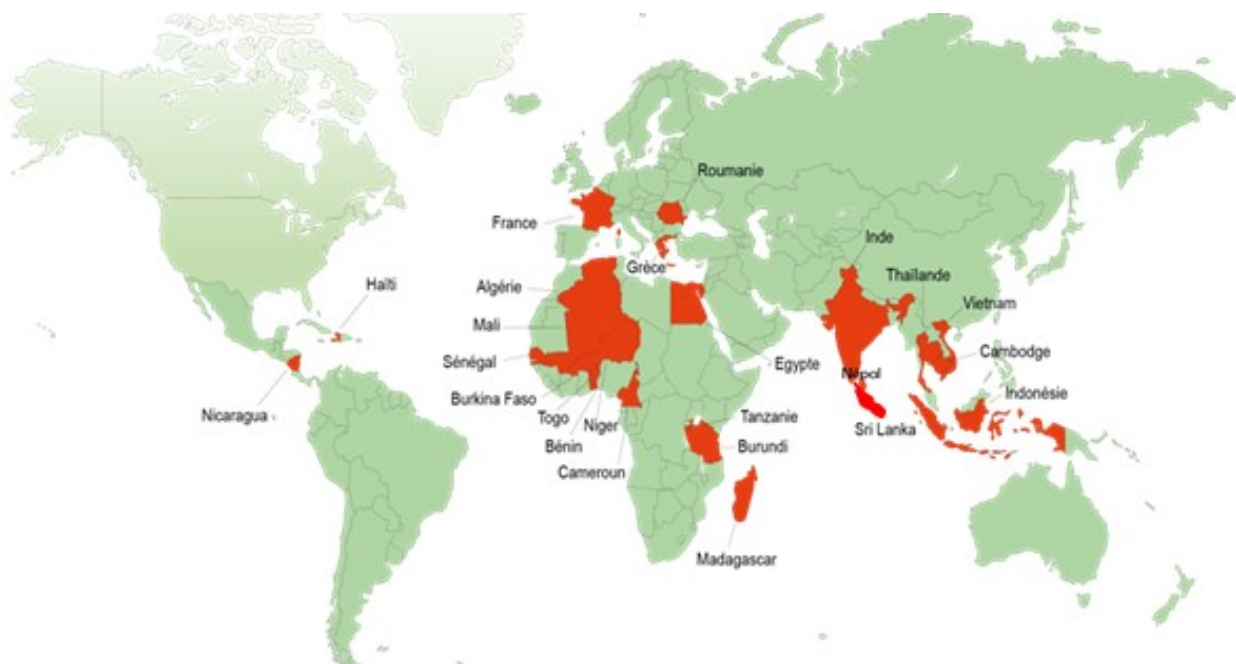 Roumanie
France
Inde
Grèce
Thaïlande
Haïti
Algérie
Vietnam
Mali
Cambodge
Sénégal
Egypte
Népol
Indonésie
Burkina Faso
Nicaragua
Togo
Tanzanie
Niger
Sri Lanka
Bénin
Burundi
Cameroun
Madagascar